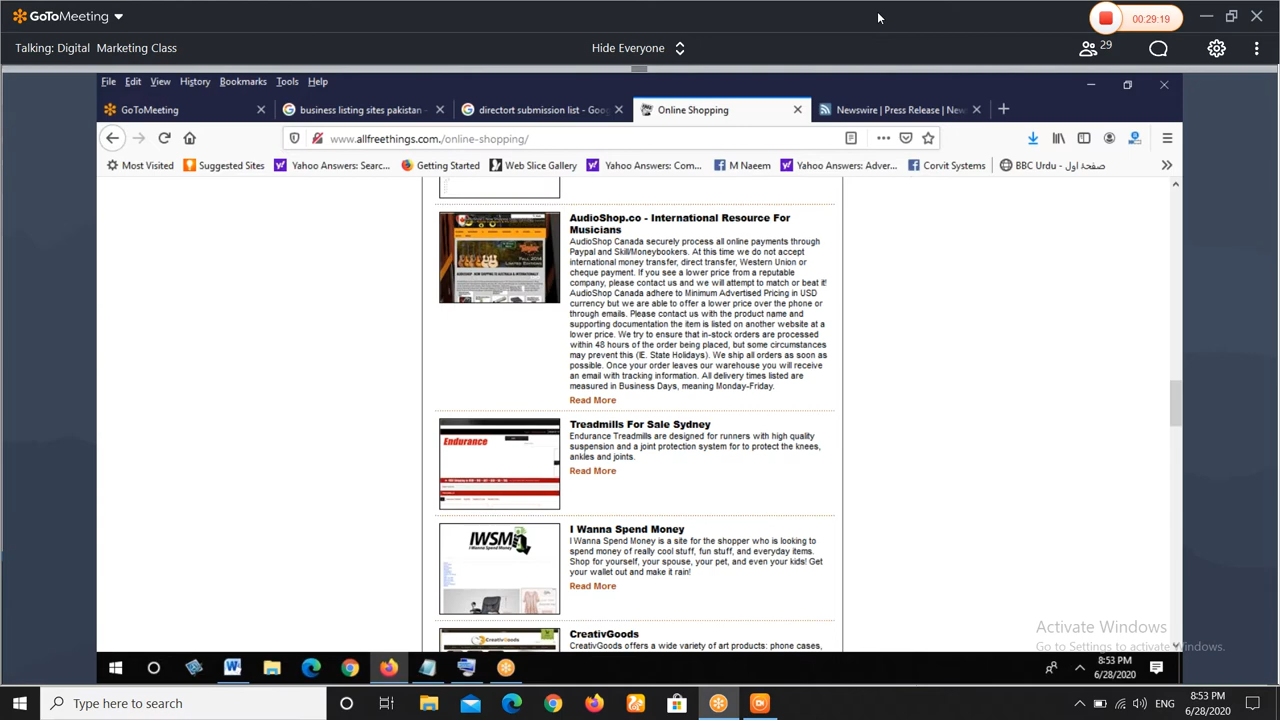 GoToMeeting
00:29:19
Talking: Digital Marketing Class
Hide Everyone
29
File Edit View History Bookmarks Tools Help
GoToMeeting
business listing sites pakistan -
directort submission list - Goo
Online Shopping
Newswire | Press Release | New
www.allfreethings.com./online-shopping/
Most Visited
Suggested Sites
Yahoo Answers: Searc...
Getting Started
Web Slice Gallery
Yahoo Answers: Com...
M Naeem
Yahoo Answers: Adver...
Corvit Systems
BBC Urdu - صفحۂ اول
AudioShop.co - International Resource For
Musicians
AudioShop Canada securely process all online payments through
Paypal and Skill/Moneybookers. At this time we do not accept
international money transfer, direct transfer, Western Union or
cheque payment. If you see a lower price from a reputable
company, please contact us and we will attempt to match or beat it!
AudioShop Canada adhere to Minimum Advertised Pricing in USD
currency but we are able to offer a lower price over the phone or
through emails. Please contact us with the product name and
supporting documentation the item is listed on another website at a
lower price. We try to ensure that in-stock orders are processed
within 48 hours of the order being placed, but some circumstances
may prevent this (IE. State Holidays). We ship all orders as soon as
possible. Once your order leaves our warehouse you will receive
an email with tracking information. All delivery times listed are
measured in Business Days, meaning Monday-Friday.
Read More
Endurance
Treadmills For Sale Sydney
Endurance Treadmills are designed for runners with high quality
suspension and a joint protection system for to protect the knees,
ankles and joints.
Read More
IWSM
I Wanna Spend Money
I Wanna Spend Money
I Wanna Spend Money is a site for the shopper who is looking to
spend money of really cool stuff, fun stuff, and everyday items.
Shop for yourself, your spouse, your pet, and even your kids! Get
your wallet out and make it rain!
Read More
CreativGoods
CreativGoods
CreativGoods offers a wide variety of art products: phone cases,
Activate Windows
Go to Settings to activate Windows.
8:53 PM
6/28/2020
Type here to search
ENG
8:53 PM
6/28/2020